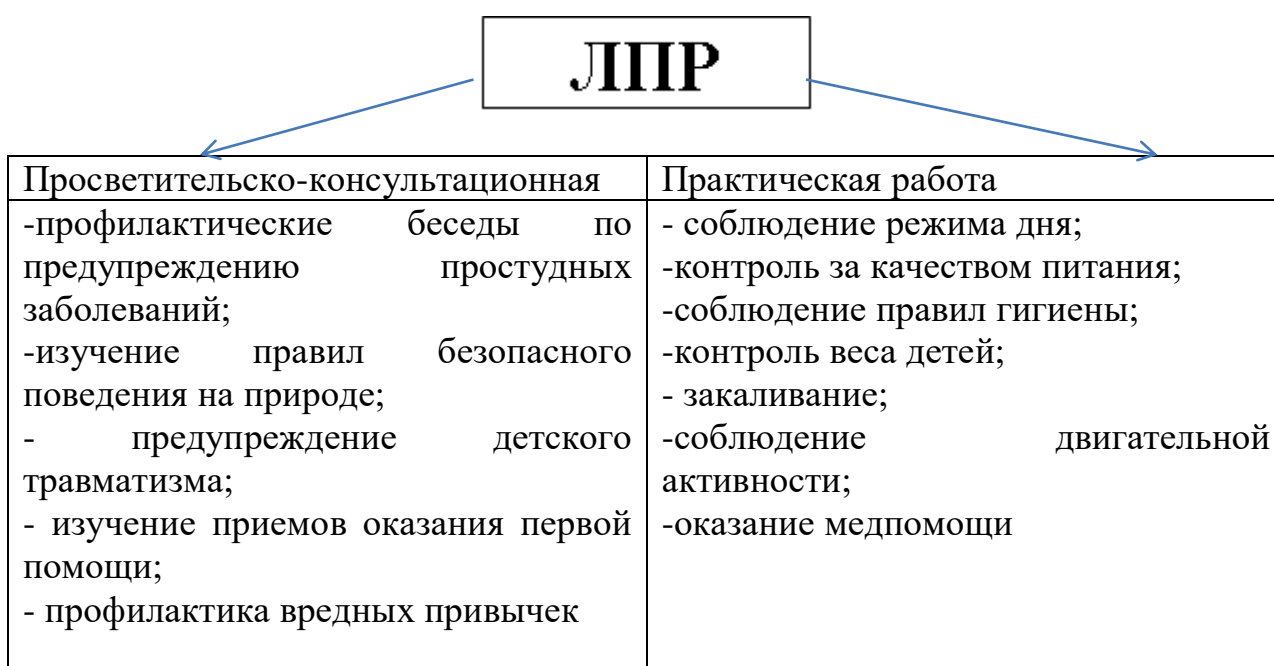 ЛПР
Просветительско-консультационная
-профилактические беседы по
предупреждению простудных
заболеваний;
-изучение правил безопасного
поведения на природе;
- предупреждение детского
травматизма;
- изучение приемов оказания первой
помощи;
- профилактика вредных привычек
Практическая работа
- соблюдение режима дня;
-контроль за качеством питания;
-соблюдение правил гигиены;
-контроль веса детей;
- закаливание;
-соблюдение двигательной
активности;
-оказание медпомощи